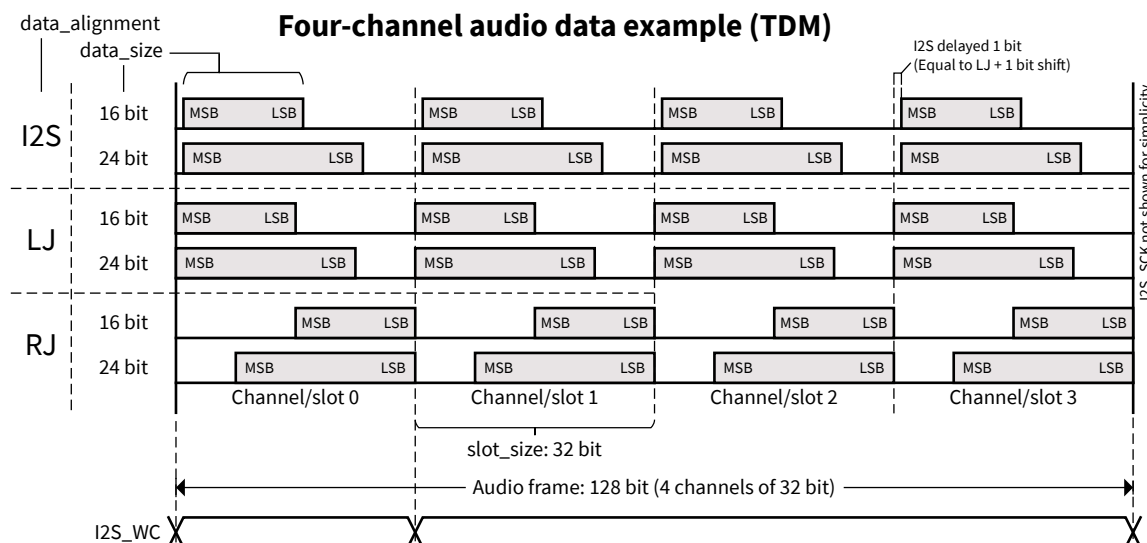 Four-channel audio data example (TDM)
data_alignment
data_size
I2S delayed 1 bit
(Equal to LJ + 1 bit shift)
I2S
16 bit
MSB LSB MSB LSB MSB LSB MSB LSB
24 bit
MSB LSB MSB LSB MSB LSB MSB LSB
LJ
16 bit
MSB LSB MSB LSB MSB LSB MSB LSB
24 bit
MSB LSB MSB LSB MSB LSB MSB LSB
RJ
16 bit
MSB LSB MSB LSB MSB LSB MSB LSB
24 bit
MSB LSB MSB LSB MSB LSB MSB LSB
Channel/slot 0 Channel/slot 1 Channel/slot 2 Channel/slot 3
slot_size: 32 bit
Audio frame: 128 bit (4 channels of 32 bit)
I2S_WC
I2S_SCK not shown for simplicity